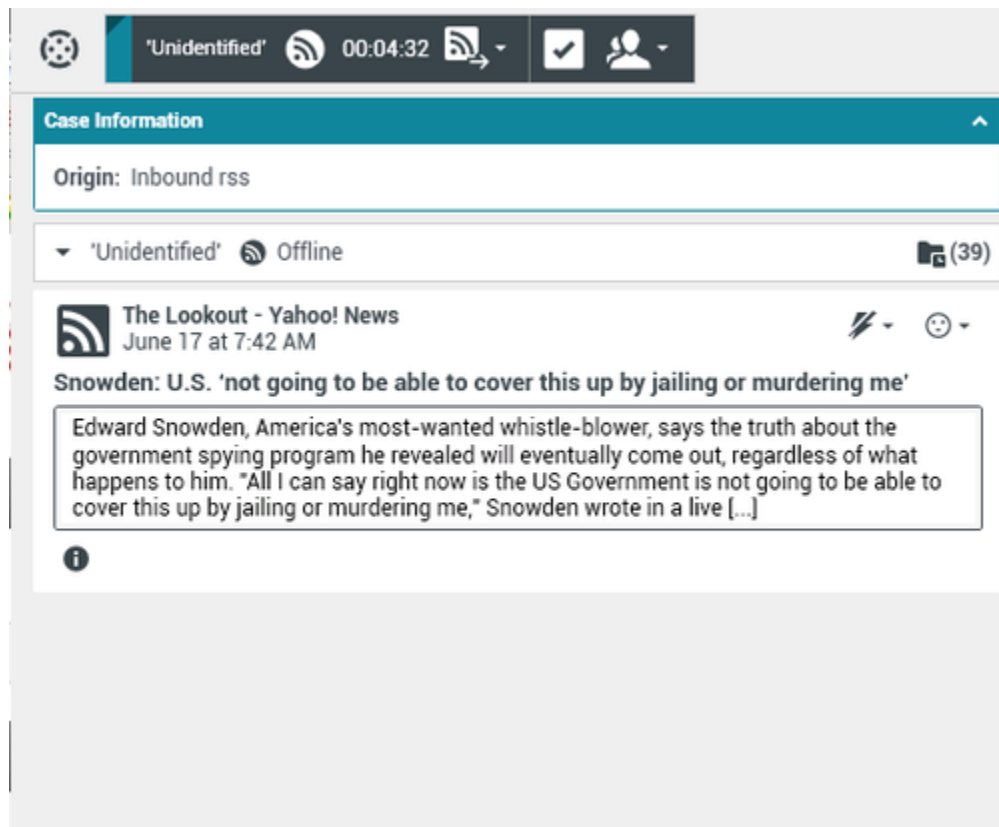 'Unidentified' 00:04:32
Case Information
Origin: Inbound rss
'Unidentified' Offline (39)
The Lookout - Yahoo! News
June 17 at 7:42 AM
Snowden: U.S. ‘not going to be able to cover this up by jailing or murdering me’
Edward Snowden, America's most-wanted whistle-blower, says the truth about the
government spying program he revealed will eventually come out, regardless of what
happens to him. "All I can say right now is the US Government is not going to be able to
cover this up by jailing or murdering me," Snowden wrote in a live [...]